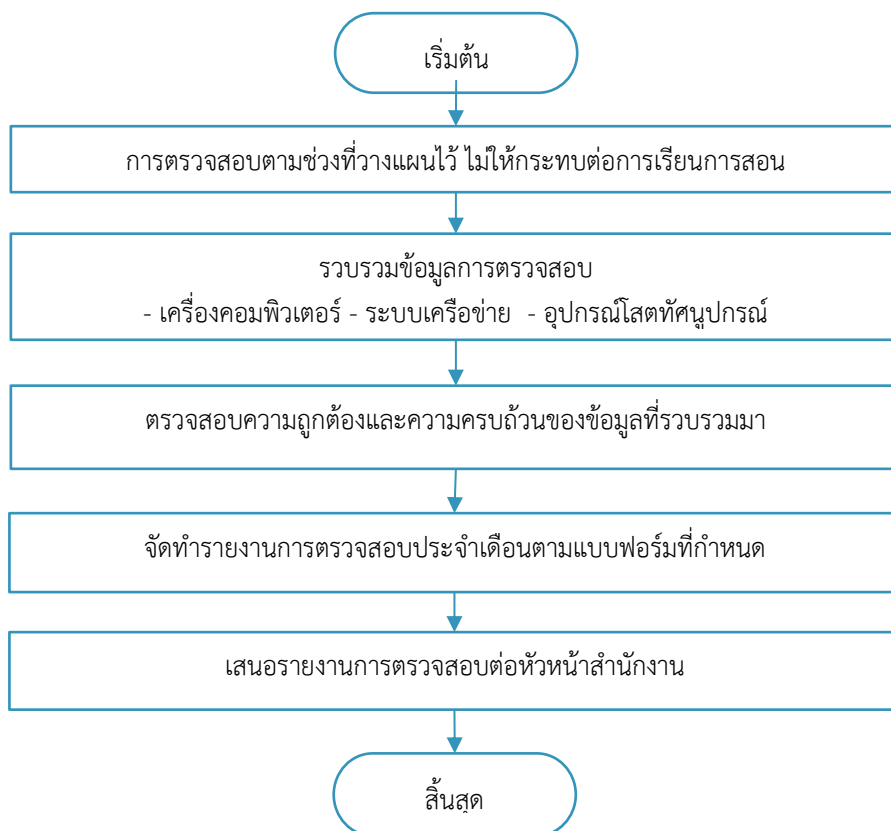 เริ่มต้น
การตรวจสอบตามช่วงที่วางแผนไว้ ไม่ให้กระทบต่อการเรียนการสอน
รวบรวมข้อมูลการตรวจสอบ
- เครื่องคอมพิวเตอร์ - ระบบเครือข่าย - อุปกรณ์โสตทัศนูปกรณ์
ตรวจสอบความถูกต้องและความครบถ้วนของข้อมูลที่รวบรวมมา
จัดทำรายงานการตรวจสอบประจำเดือนตามแบบฟอร์มที่กำหนด
เสนอรายงานการตรวจสอบต่อหัวหน้าสำนักงาน
สิ้นสุด